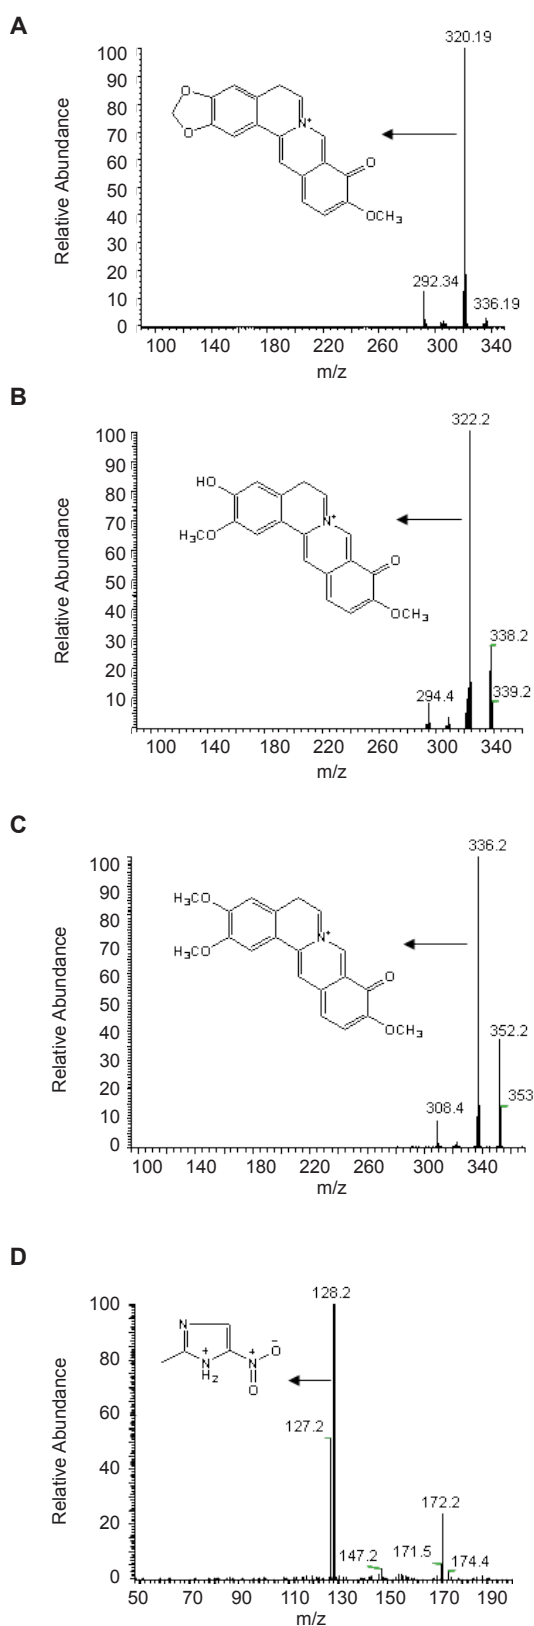 A
320.19
100
90
80
70
60
50
40
30
20
10
0
Relative Abundance
O
O
N+
O
OCH3
292.34
336.19
100 140 180 220 260 300 340
m/z
B
322.2
100
90
80
70
60
50
40
30
20
10
Relative Abundance
HO
H3CO
N+
O
OCH3
338.2
294.4
339.2
100 140 180 220 260 300 340
m/z
C
336.2
100
90
80
70
60
50
40
30
20
10
0
Relative Abundance
H3CO
H3CO
N+
O
OCH3
352.2
308.4
353
100 140 180 220 260 300 340
m/z
D
128.2
100
80
60
40
20
0
Relative Abundance
N
+
N
H2
+
N
O
−
O
127.2
172.2
147.2
171.5
174.4
50 70 90 110 130 150 170 190
m/z